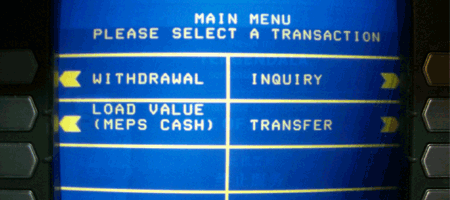 MAIN MENU
PLEASE SELECT A TRANSACTION
WITHDRAWAL
INQUIRY
LOAD VALUE
(MEPS CASH)
TRANSFER